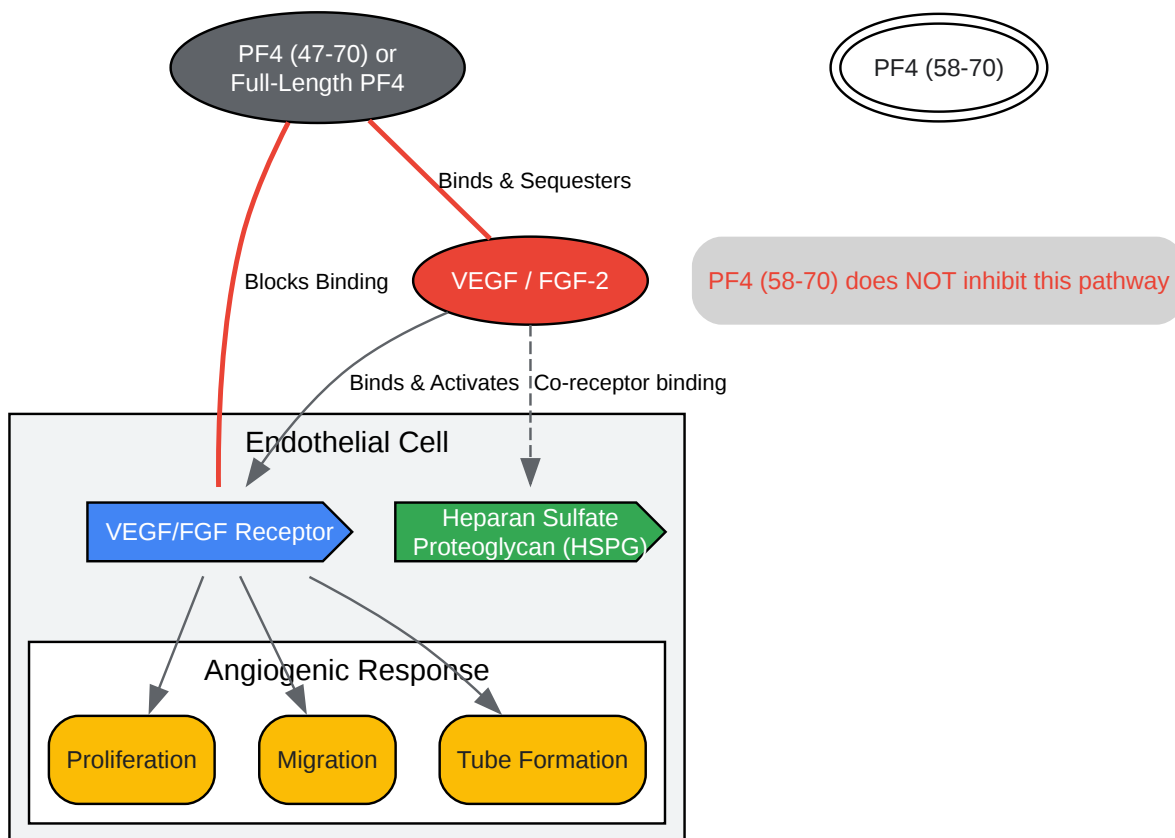 PF4 (47-70) or
Full-Length PF4
PF4 (58-70)
Binds & Sequesters
Blocks Binding
VEGF / FGF-2
PF4 (58-70) does NOT inhibit this pathway
Binds & Activates
Co-receptor binding
Endothelial Cell
VEGF/FGF Receptor
Heparan Sulfate
Proteoglycan (HSPG)
Angiogenic Response
Proliferation
Migration
Tube Formation